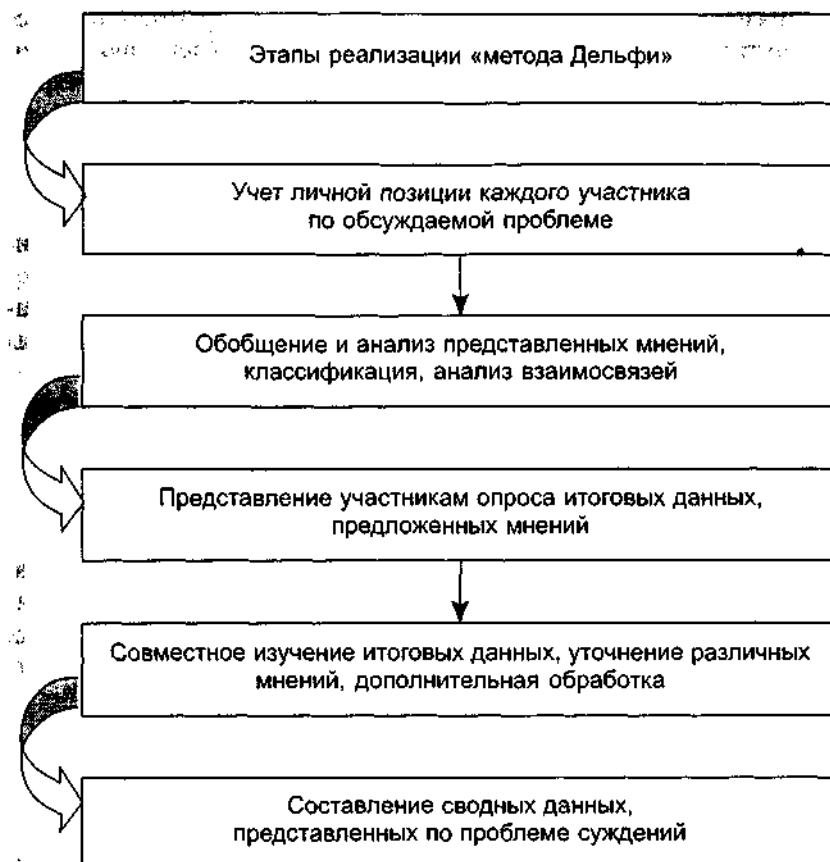 Этапы реализации «метода Дельфи»
Учет личной позиции каждого участника
по обсуждаемой проблеме
Обобщение и анализ представленных мнений,
классификация, анализ взаимосвязей
Представление участникам опроса итоговых данных,
предложенных мнений
Совместное изучение итоговых данных, уточнение различных
мнений, дополнительная обработка
Составление сводных данных,
представленных по проблеме суждений